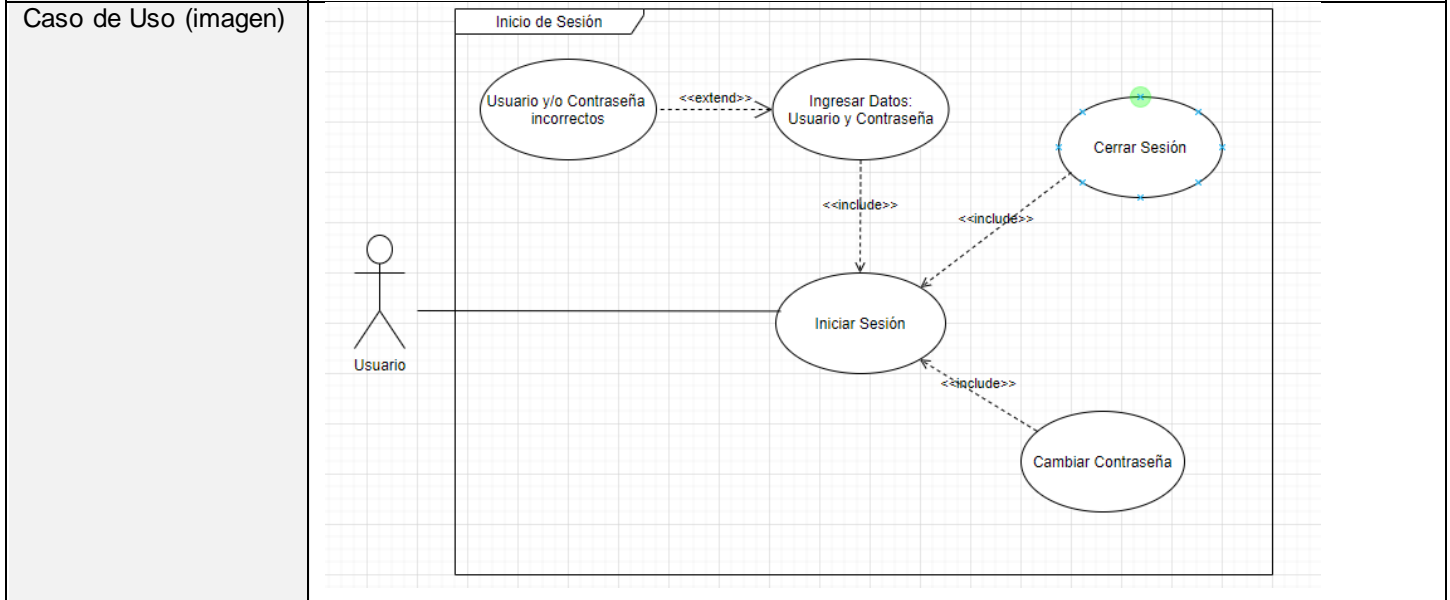 Caso de Uso (imagen)
Inicio de Sesión
Usuario y/o Contraseña
incorrectos
<<extend>>
Ingresar Datos:
Usuario y Contraseña
Cerrar Sesión
<<include>>
<<include>>
Iniciar Sesión
Usuario
<<include>>
Cambiar Contraseña